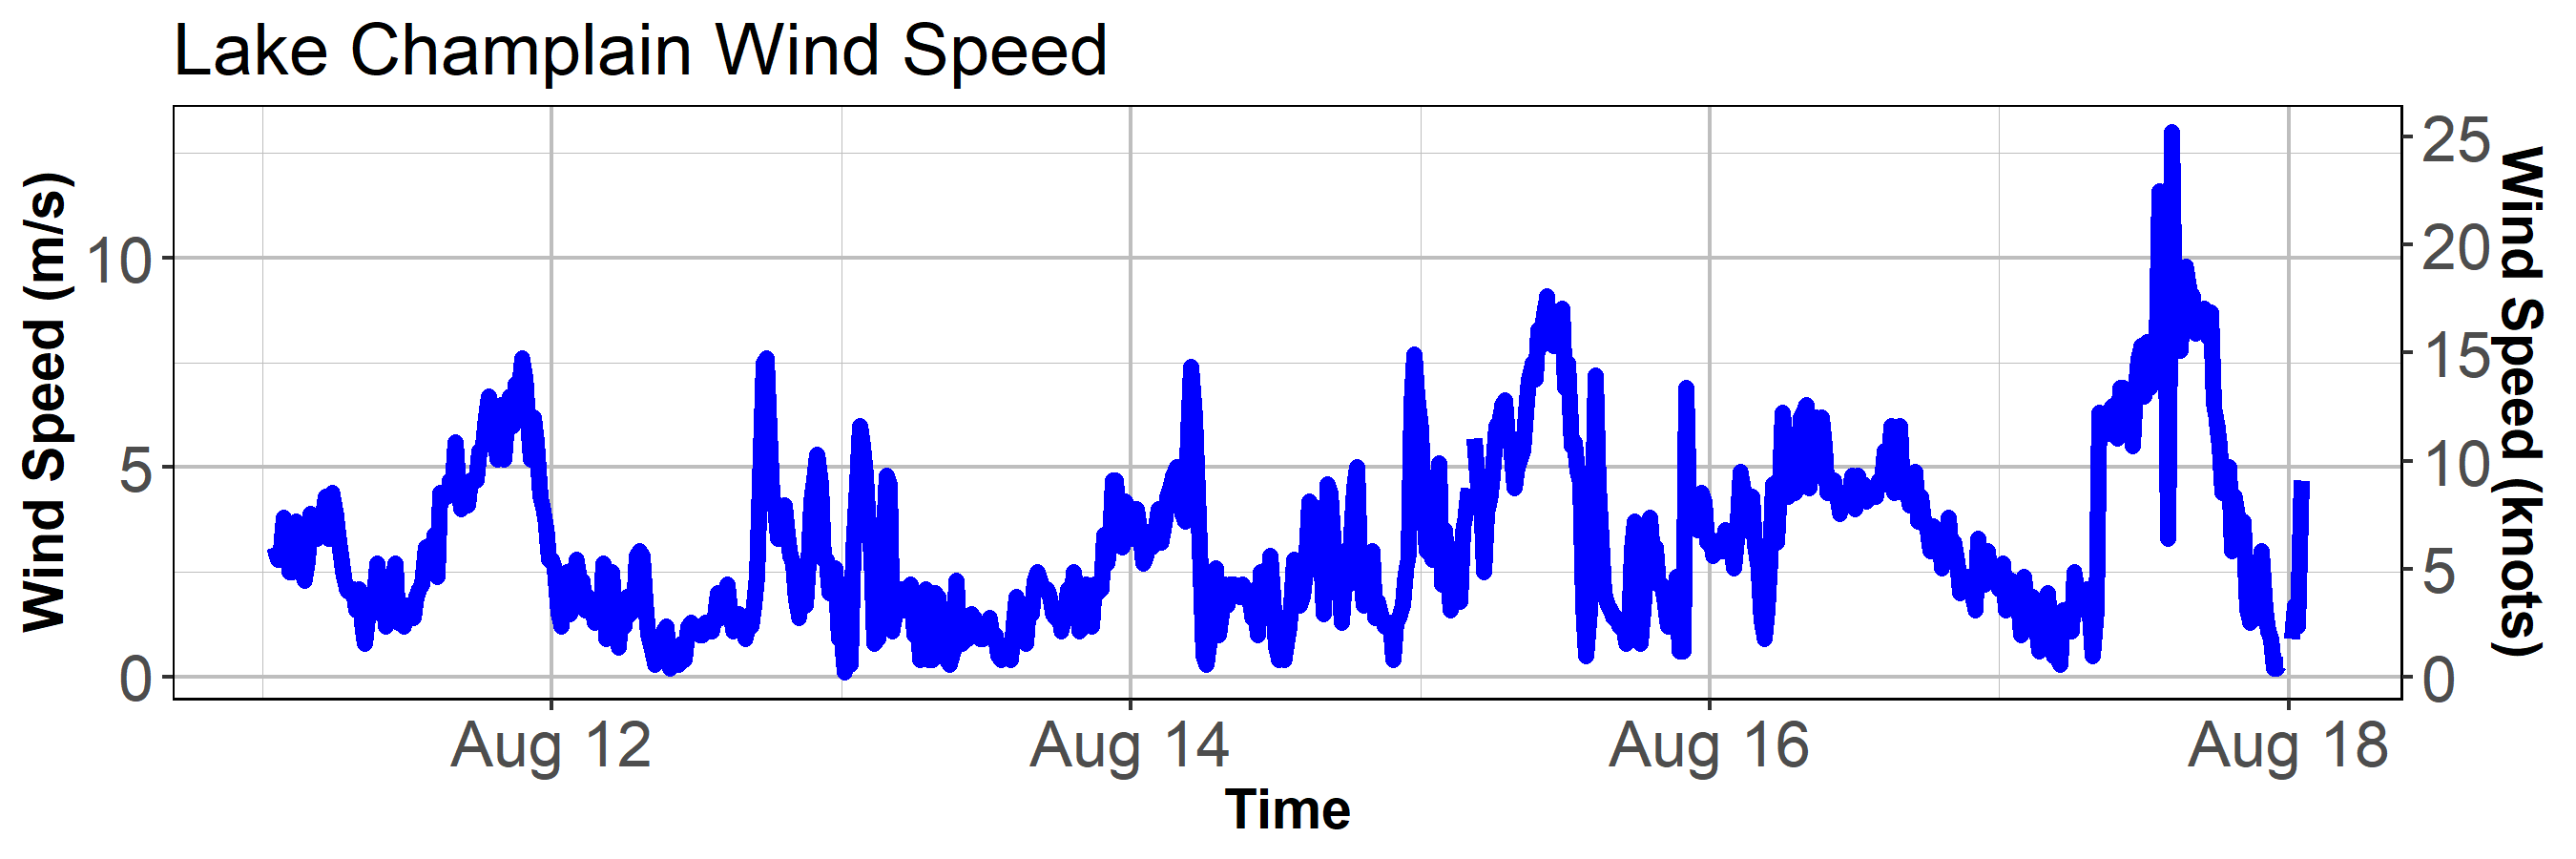 Lake Champlain Wind Speed
Wind Speed (m/s)
10
5
0
25
20
15
10
5
0
Wind Speed (knots)
Aug 12
Aug 14
Aug 16
Aug 18
Time